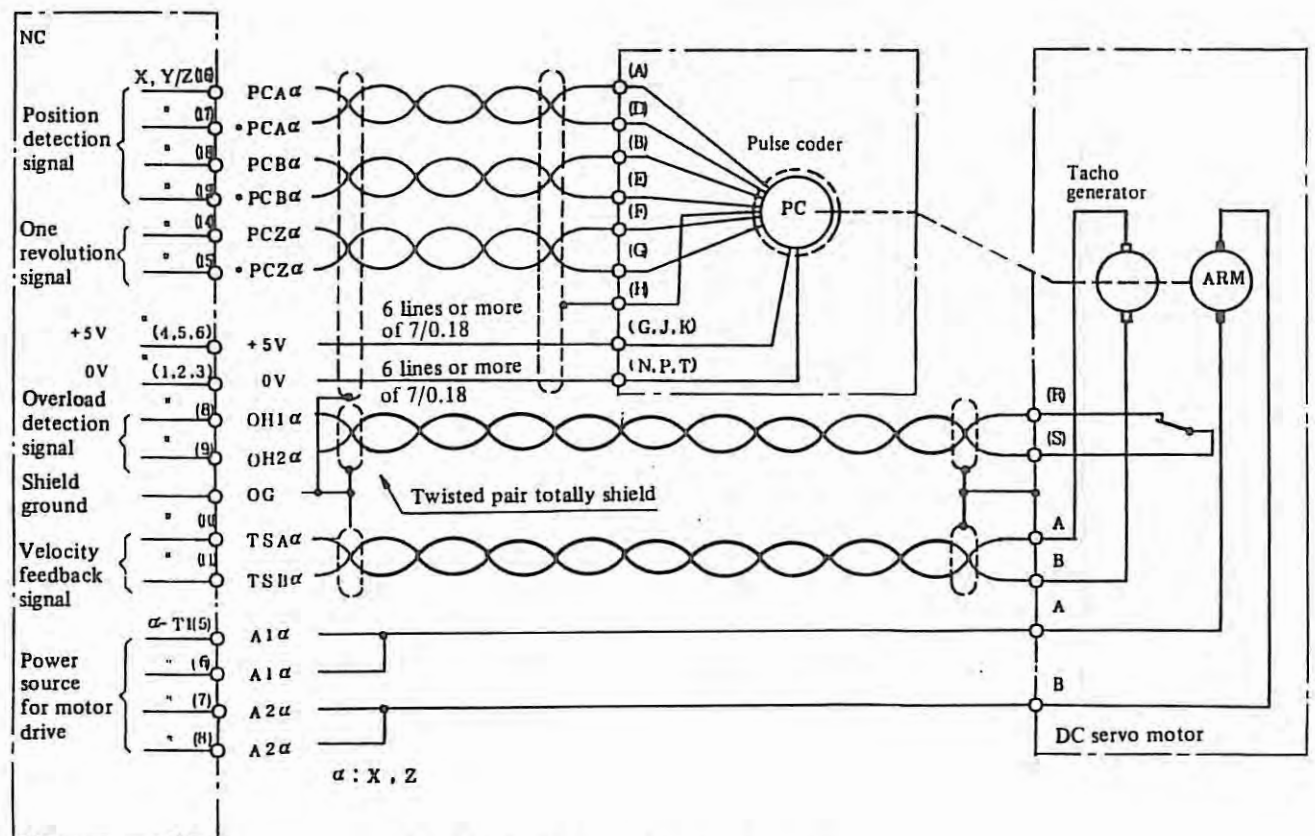 NC
X, Y/Z(16)
PCAα
(A)
Position
detection
signal
" (17)
*PCAα
(D)
" (18)
PCBα
(B)
Pulse coder
" (19)
*PCBα
(E)
PC
Tacho
generator
One
revolution
signal
" (14)
PCZα
(F)
" (15)
*PCZα
(G)
ARM
(H)
6 lines or more
of 7/0.18
+5V
" (4,5,6)
+5V
(G, J, K)
0V
" (1.2.3)
0V
6 lines or more
of 7/0.18
(N.P,T)
Overload
detection
signal
" (8)
OH1α
(R)
" (9)
OH2α
(S)
Shield
ground
OG
Twisted pair totally shield
Velocity
feedback
signal
" (10)
TSAα
A
" (11)
TSBα
B
α-T1(5)
A1α
A
Power
source
for motor
drive
" (6)
A1α
" (7)
A2α
B
" (8)
A2α
DC servo motor
α : X , Z